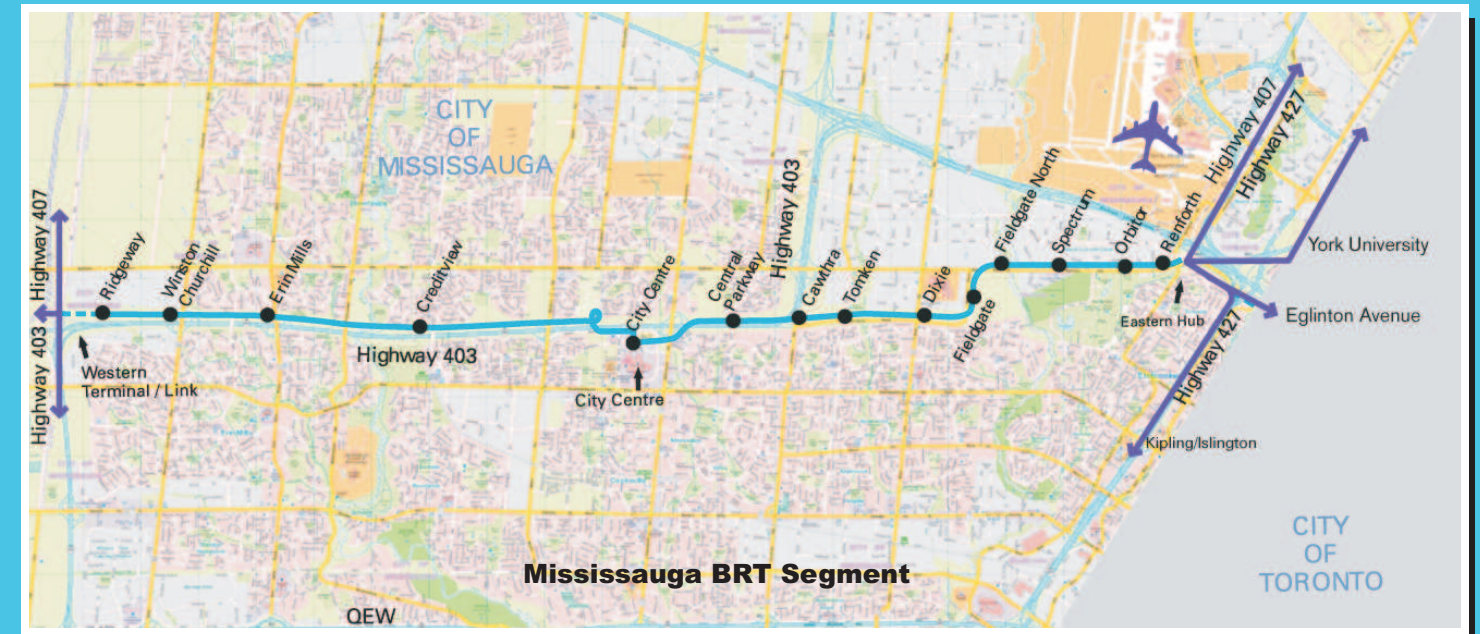 CITY
OF
MISSISSAUGA
Highway 407
Highway 403
Ridgeway
Winston
Churchill
Erin Mills
Creditview
City Centre
Central
Parkway
Highway 403
Cawthra
Tomken
Dixie
Fieldgate
Fieldgate North
Spectrum
Orbitor
Renforth
Highway 407
Highway 427
York University
Eglinton Avenue
Eastern Hub
Highway 427
Kipling/Islington
Western
Terminal / Link
Highway 403
City Centre
Mississauga BRT Segment
QEW
CITY
OF
TORONTO